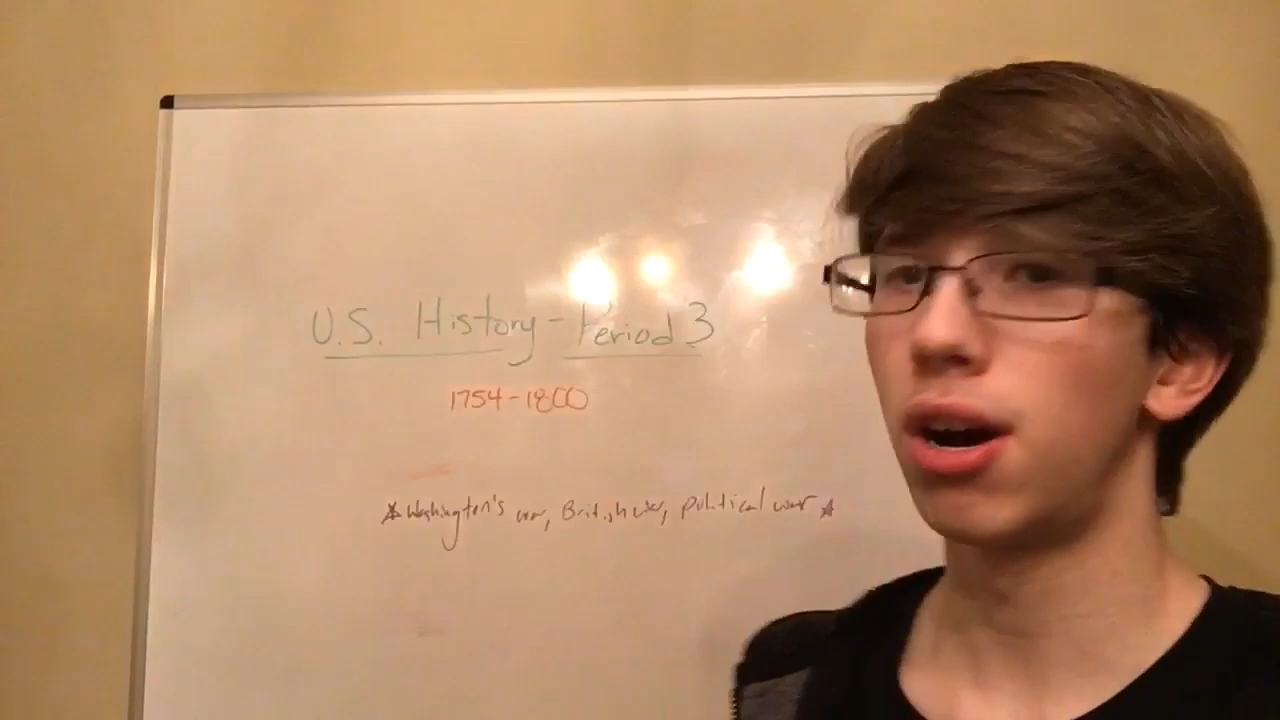 U.S. History - Period 3
1754-1800
* Washington's war, British war, political war *